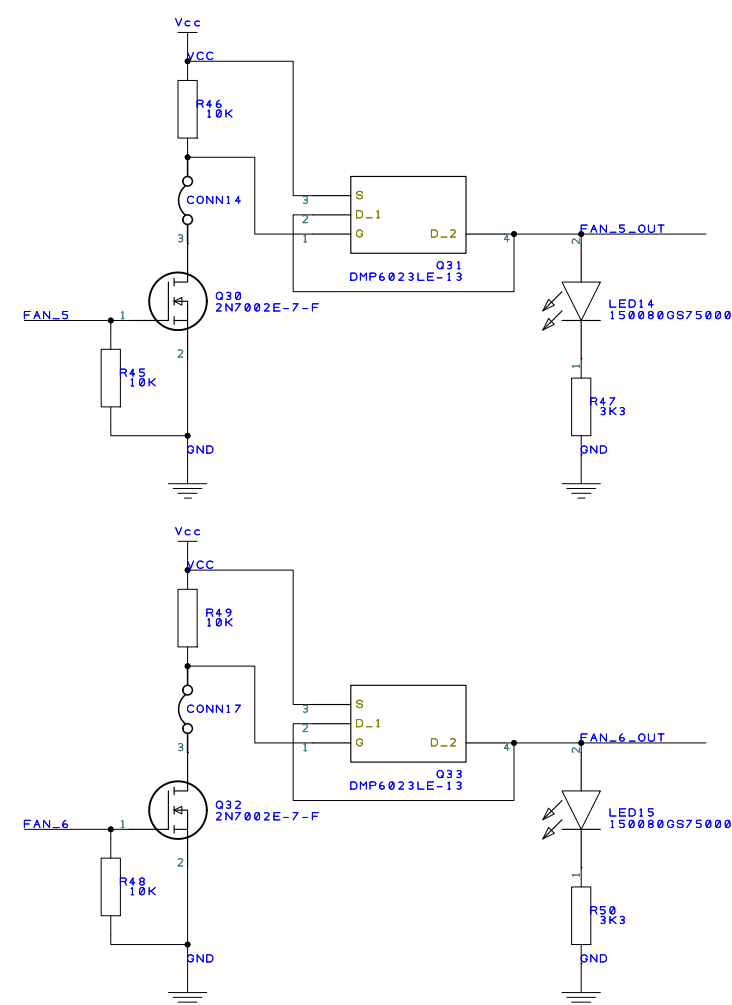 Vcc
VCC
R46
10K
CONN14
3
S
3
D_1
2
G
1
D_2
4
FAN_5_OUT
2
3
Q31
DMP6023LE-13
Q30
2N7002E-7-F
LED14
150080GS75000
FAN_5
1
2
1
R45
10K
R47
3K3
GND
GND
Vcc
VCC
R49
10K
CONN17
S
3
D_1
2
G
1
D_2
4
FAN_6_OUT
2
3
Q33
DMP6023LE-13
Q32
2N7002E-7-F
LED15
150080GS75000
FAN_6
1
2
1
R48
10K
R50
3K3
GND
GND